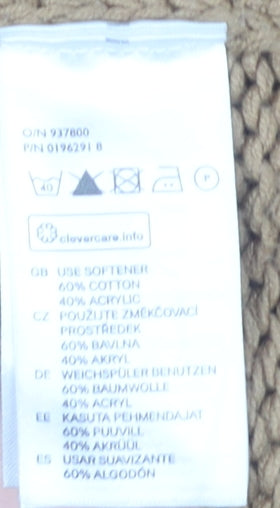 O/N 937800
P/N 0196291 8
40 P
clevercare.info
GB USE SOFTENER
60% COTTON
40% ACRYLIC
CZ POUŽIJTE ZMĚKČOVACÍ
PROSTŘEDEK
60% BAVLNA
40% AKRYL
DE WEICHSPÜLER BENUTZEN
60% BAUMWOLLE
40% ACRYL
EE KASUTA PEHMENDAJAT
60% PUUVILL
40% AKRÜÜL
ES USAR SUAVIZANTE
60% ALGODÓN